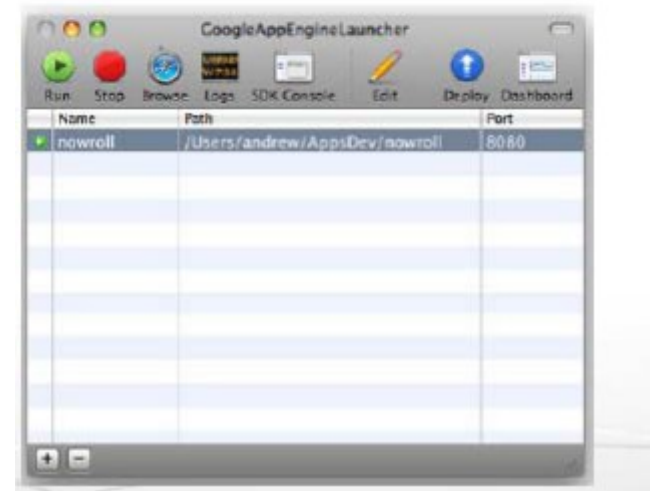 GoogleAppEngineLauncher
Run Stop Browse Logs SDK Console Edit Deploy Dashboard
Name Path Port
nowroll /Users/andrew/AppsDev/nowroll 8080